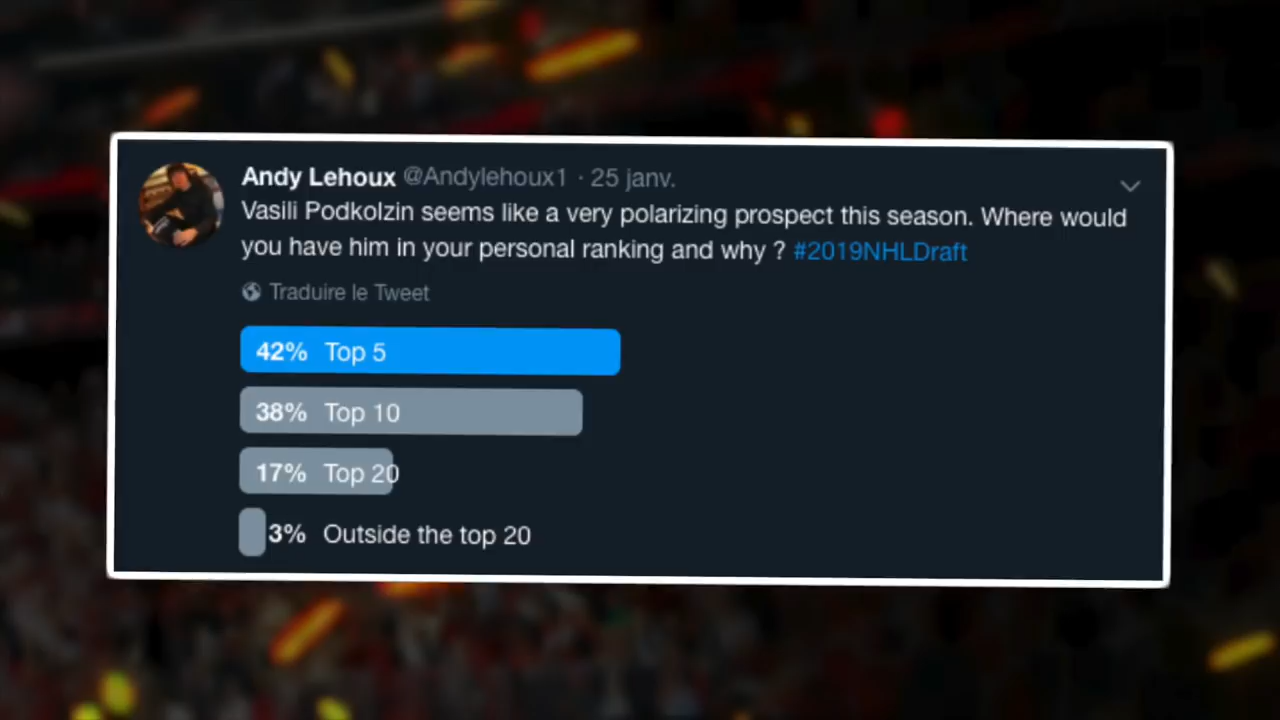 Andy Lehoux @Andylehoux1 · 25 janv.
Vasili Podkolzin seems like a very polarizing prospect this season. Where would
you have him in your personal ranking and why ? #2019NHLDraft
Traduire le Tweet
42% Top 5
38% Top 10
17% Top 20
3% Outside the top 20